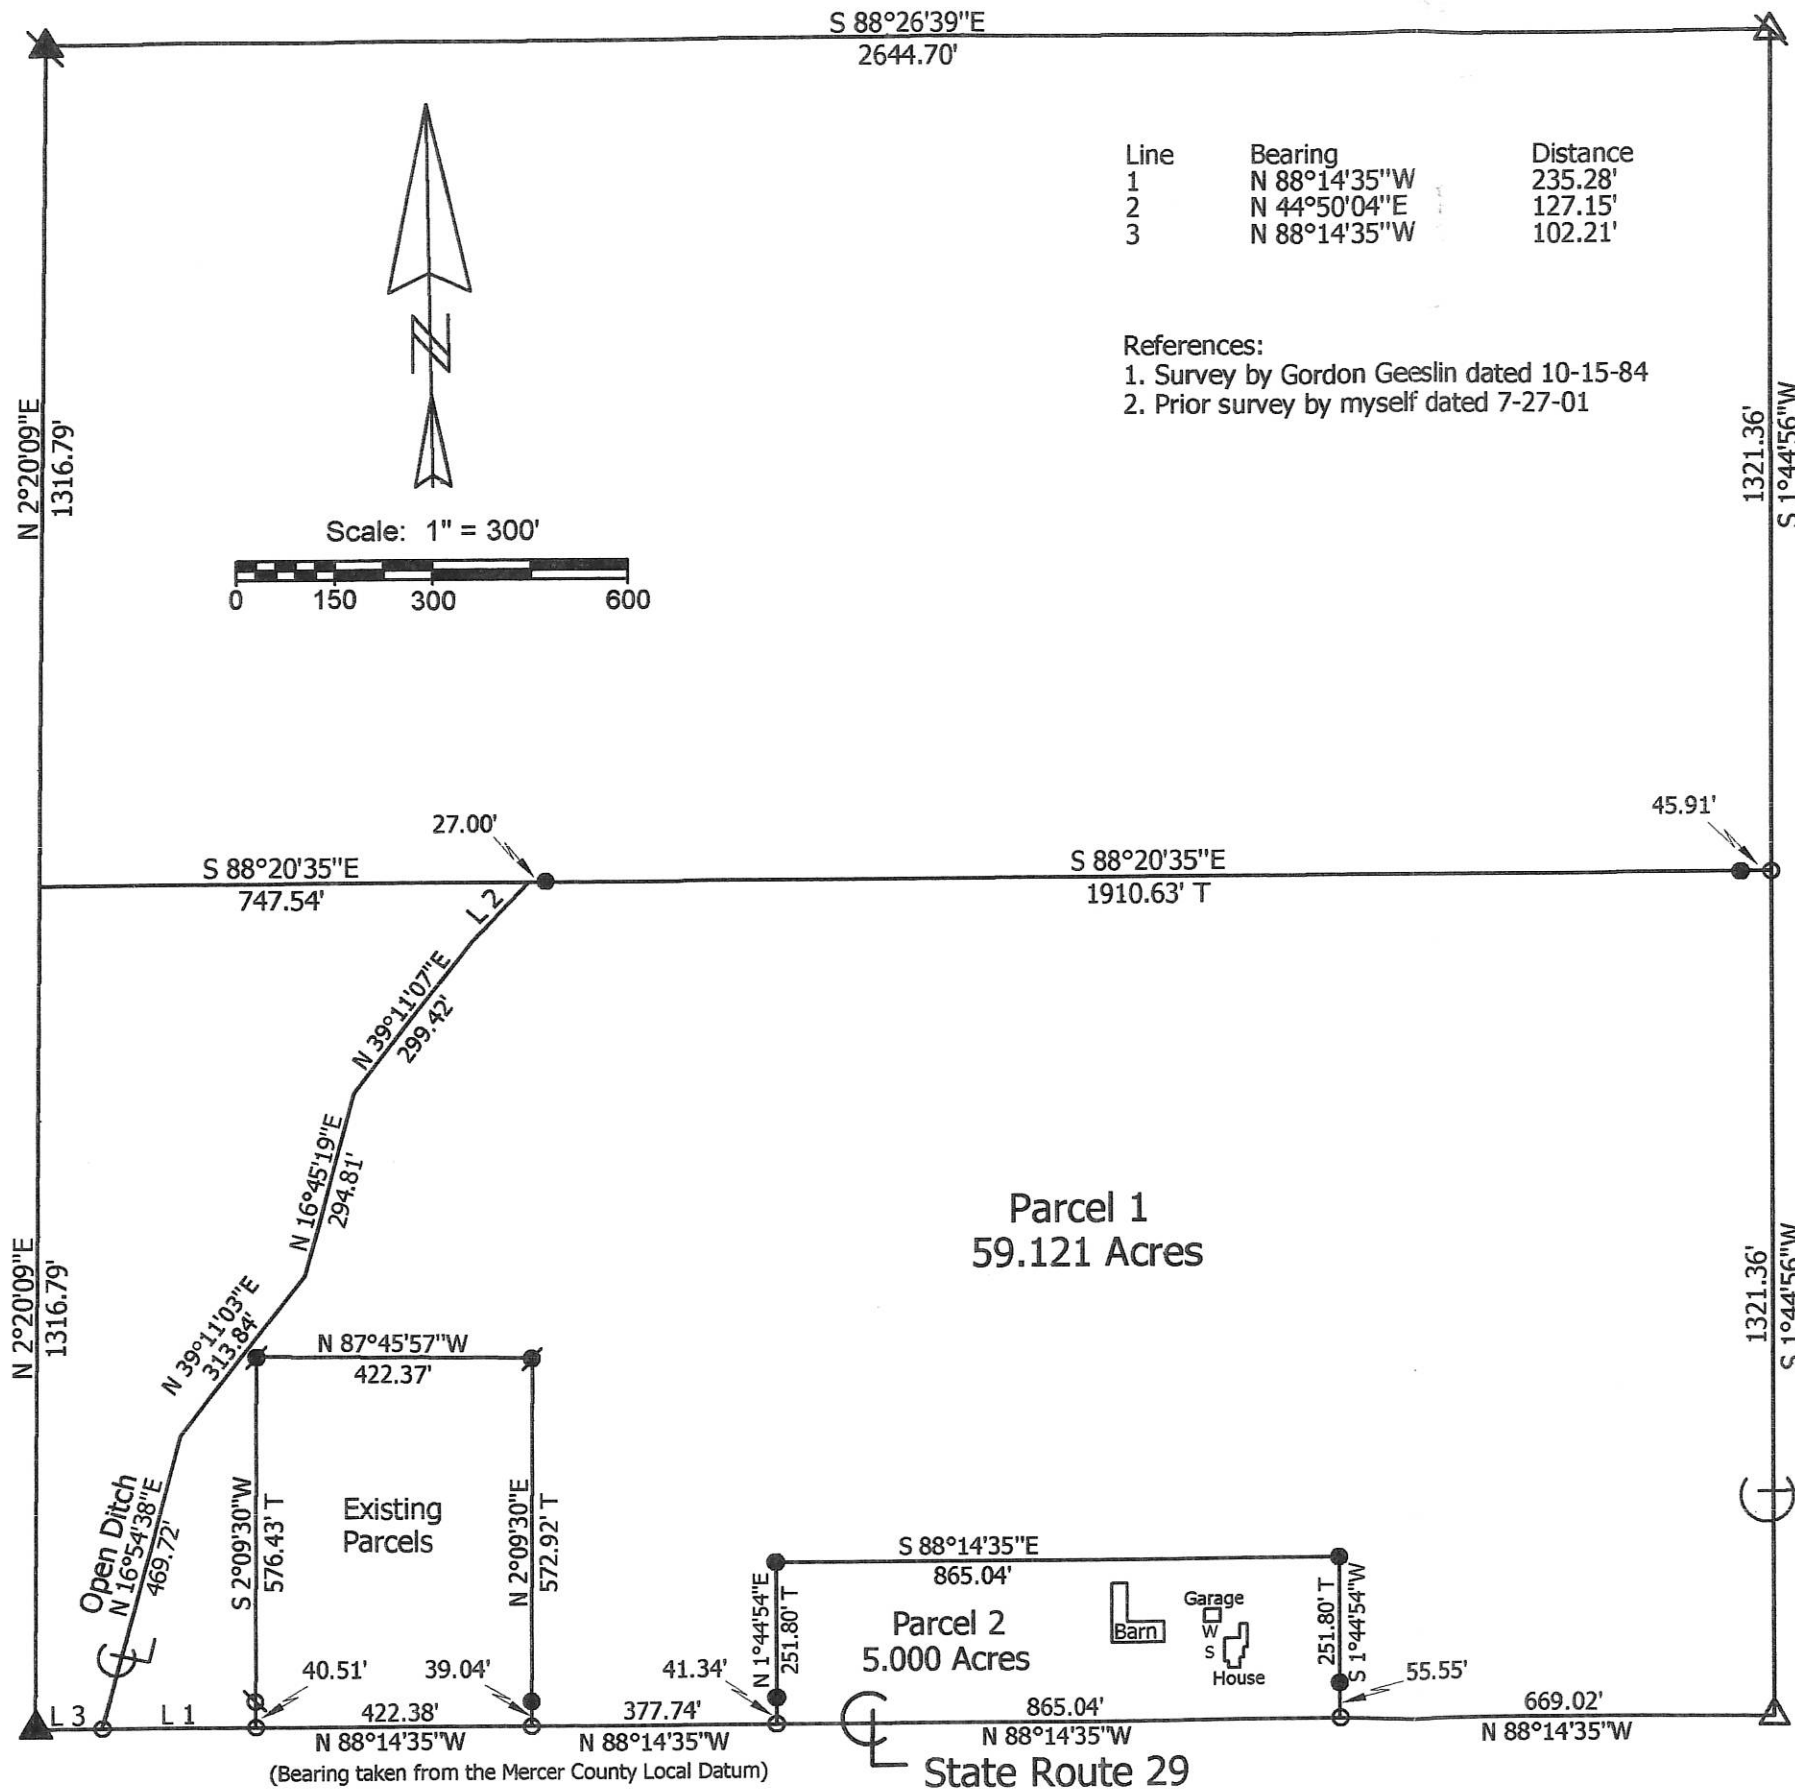 S 88°26'39"E
2644.70'
Line Bearing Distance
1 N 88°14'35"W 235.28'
2 N 44°50'04"E 127.15'
3 N 88°14'35"W 102.21'
References:
1. Survey by Gordon Geeslin dated 10-15-84
2. Prior survey by myself dated 7-27-01
N
N 2°20'09"E
1316.79'
1321.36'
S 1°44'56"W
Scale: 1" = 300'
0 150 300 600
27.00'
45.91'
S 88°20'35"E
747.54'
S 88°20'35"E
1910.63' T
L 2
N 39°11'07"E
299.42'
N 16°45'19"E
294.81'
Parcel 1
59.121 Acres
N 2°20'09"E
1316.79'
1321.36'
S 1°44'56"W
N 39°11'03"E
313.84'
N 87°45'57"W
422.37'
Open Ditch
N 16°54'38"E
469.72'
S 2°09'30"W
576.43' T
Existing
Parcels
N 2°09'30"E
572.92' T
S 88°14'35"E
865.04'
N 1°44'54"E
251.80' T
Parcel 2
5.000 Acres
Barn
Garage
W
S
House
251.80' T
S 1°44'54"W
40.51'
39.04'
41.34'
55.55'
L 3
L 1
422.38'
N 88°14'35"W
377.74'
N 88°14'35"W
865.04'
N 88°14'35"W
669.02'
N 88°14'35"W
(Bearing taken from the Mercer County Local Datum)
State Route 29